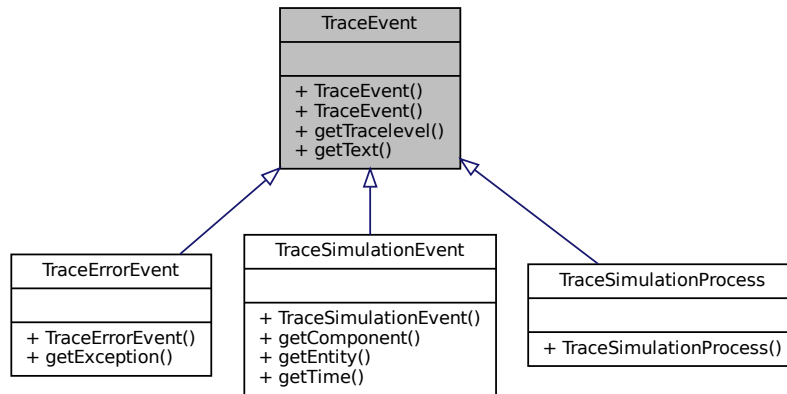 TraceEvent
+ TraceEvent()
+ TraceEvent()
+ getTracelevel()
+ getText()
TraceErrorEvent
+ TraceErrorEvent()
+ getException()
TraceSimulationEvent
+ TraceSimulationEvent()
+ getComponent()
+ getEntity()
+ getTime()
TraceSimulationProcess
+ TraceSimulationProcess()